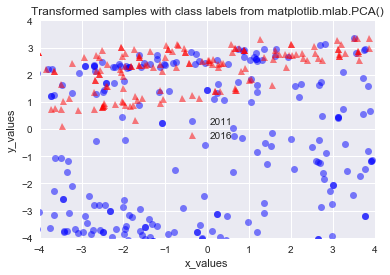 Transformed samples with class labels from matplotlib.mlab.PCA()
4
3
2
1
0
−1
−2
−3
−4
y_values
2011
2016
−4 −3 −2 −1 0 1 2 3 4
x_values